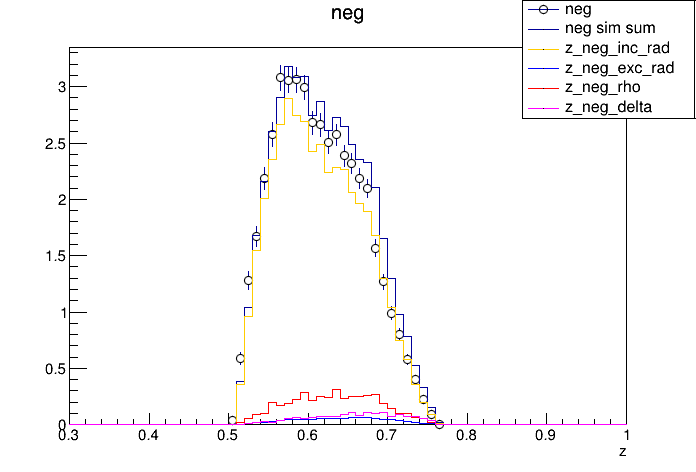 neg
neg
neg sim sum
z_neg_inc_rad
z_neg_exc_rad
z_neg_rho
z_neg_delta
3
2.5
2
1.5
1
0.5
0
0.3 0.4 0.5 0.6 0.7 0.8 0.9 1
z